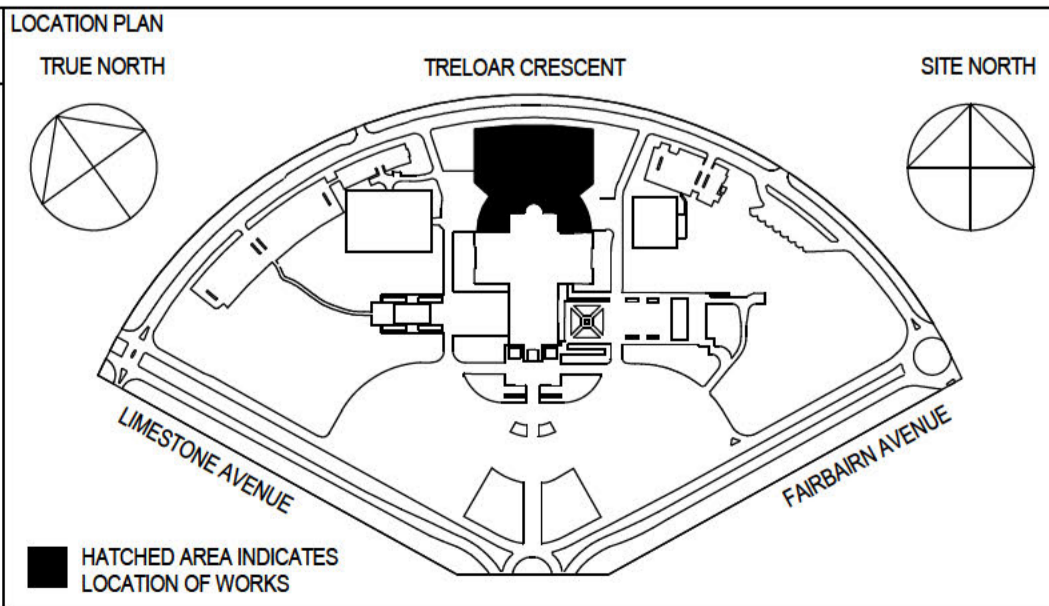 LOCATION PLAN
TRUE NORTH
TRELOAR CRESCENT
SITE NORTH
LIMESTONE AVENUE
FAIRBAIRN AVENUE
HATCHED AREA INDICATES
LOCATION OF WORKS